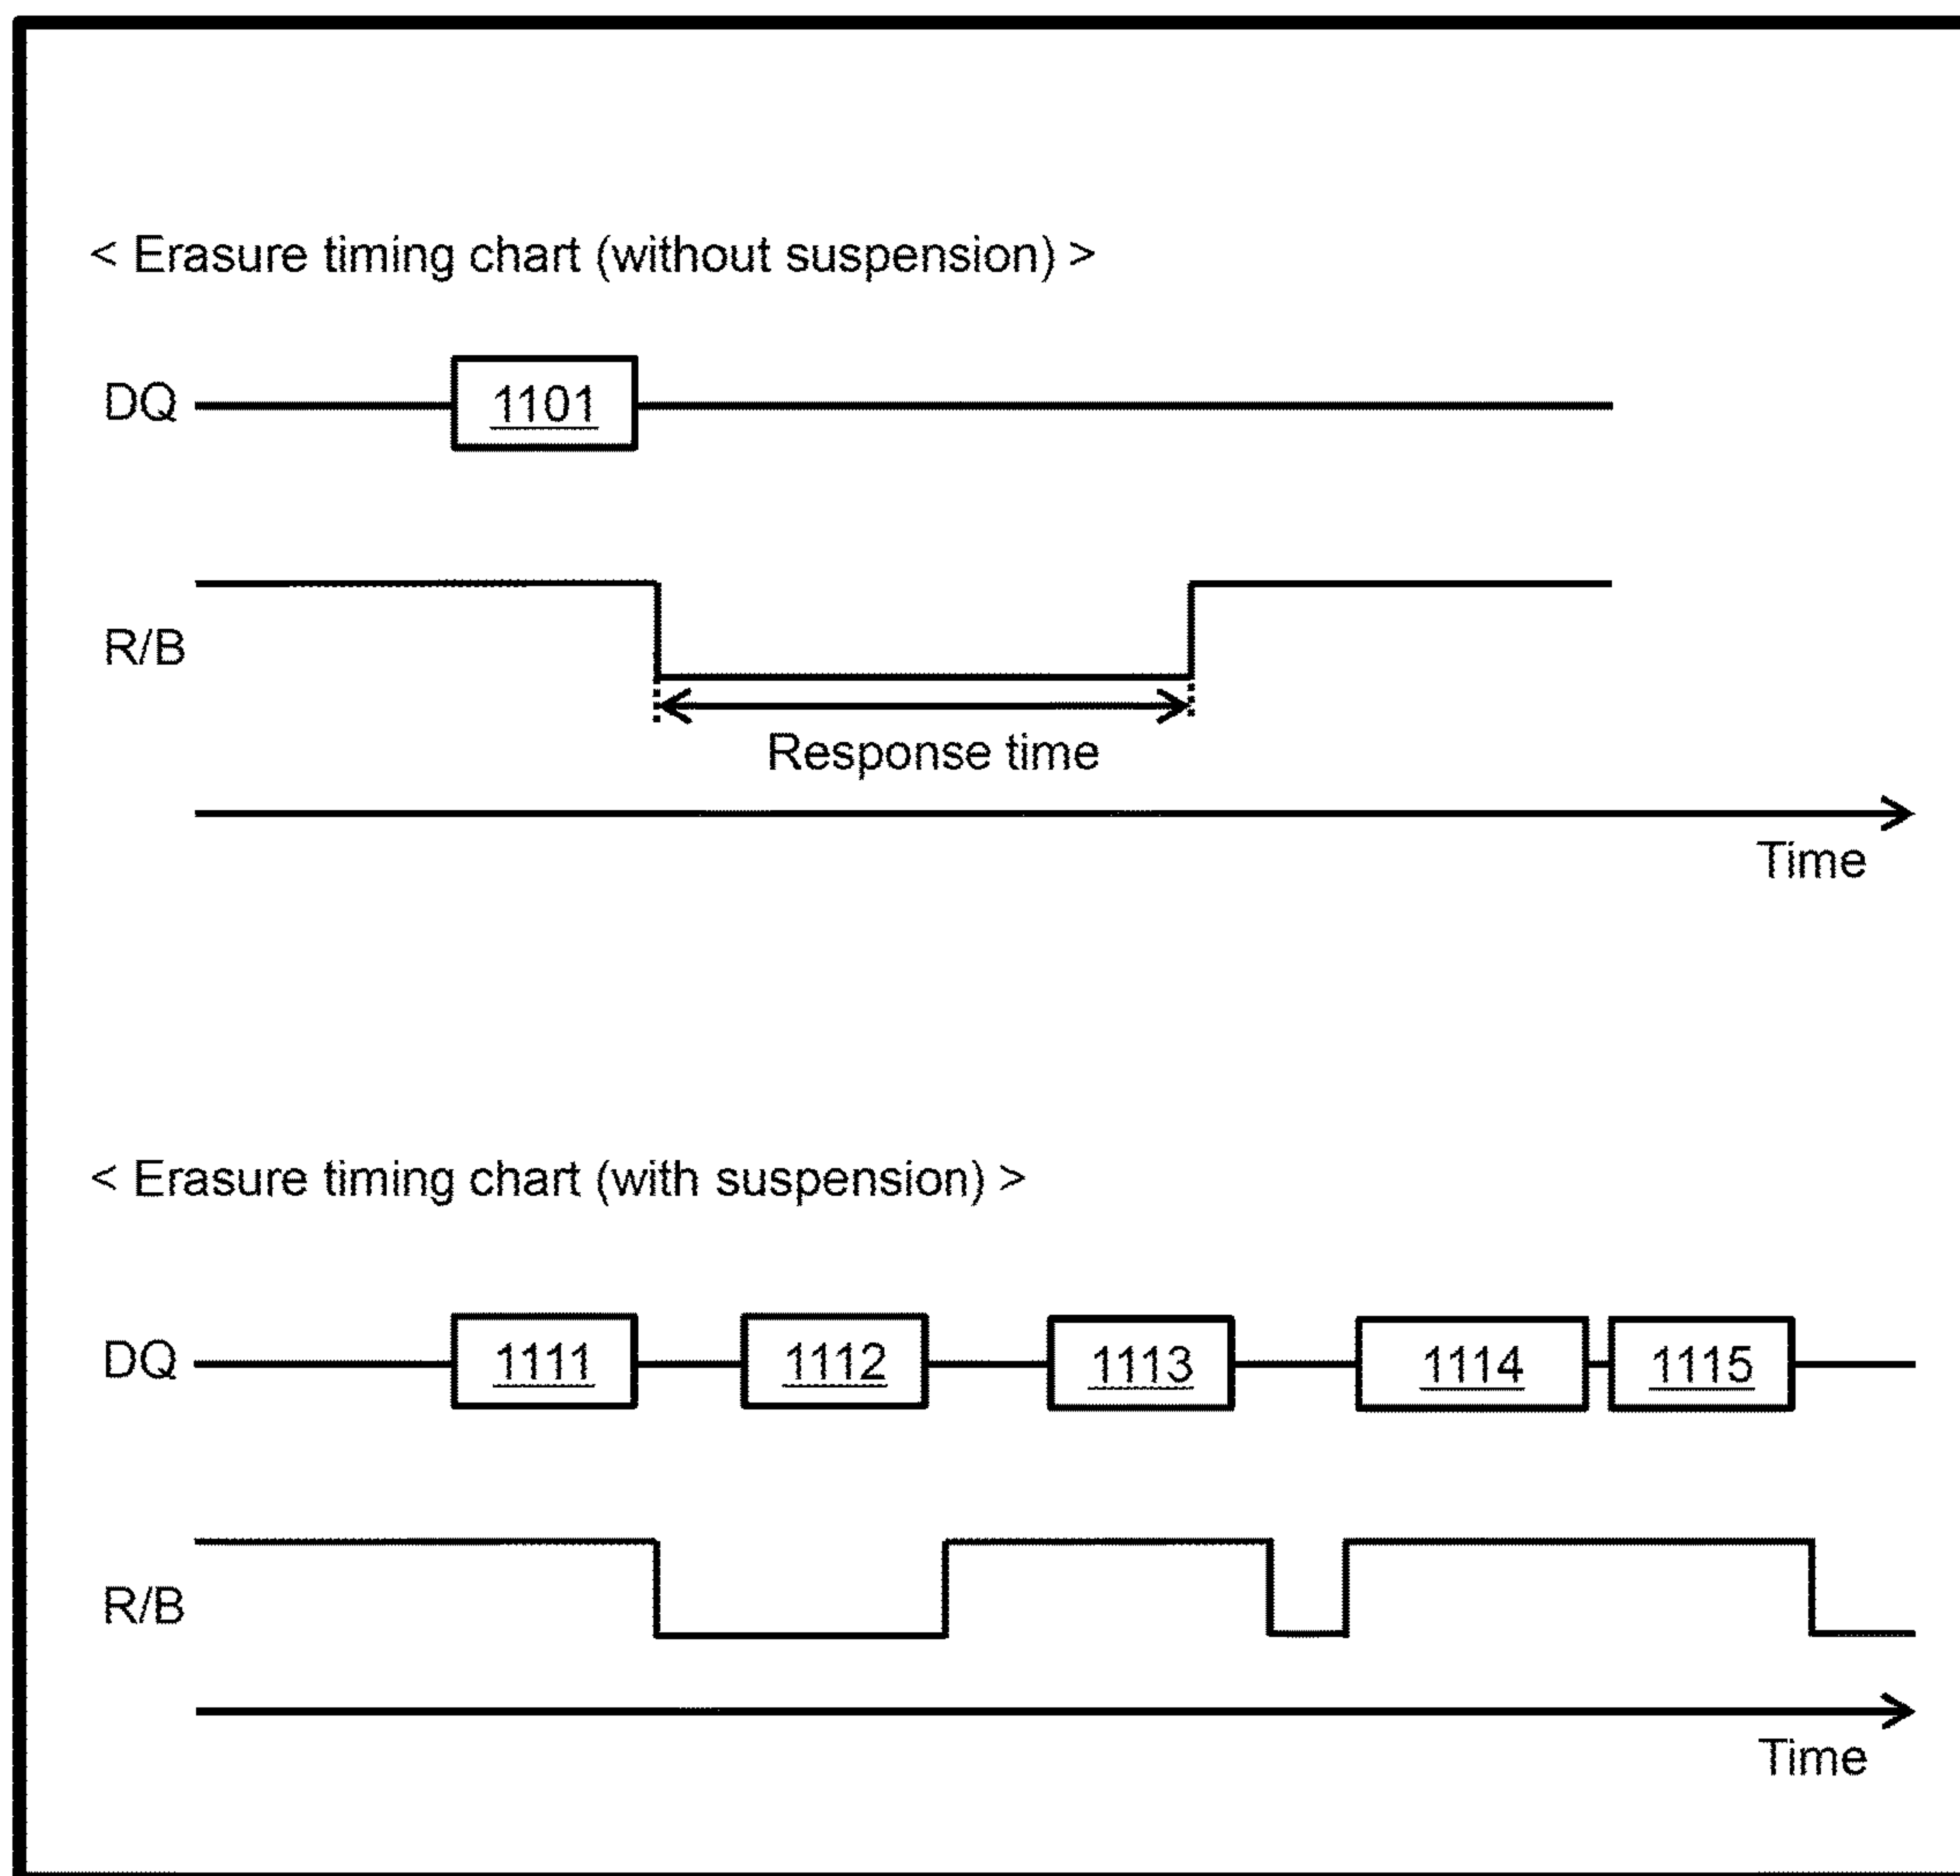 < Erasure timing chart (without suspension) >
DQ 1101
R/B
Response time
Time
< Erasure timing chart (with suspension) >
DQ 1111 1112 1113 1114 1115
R/B
Time